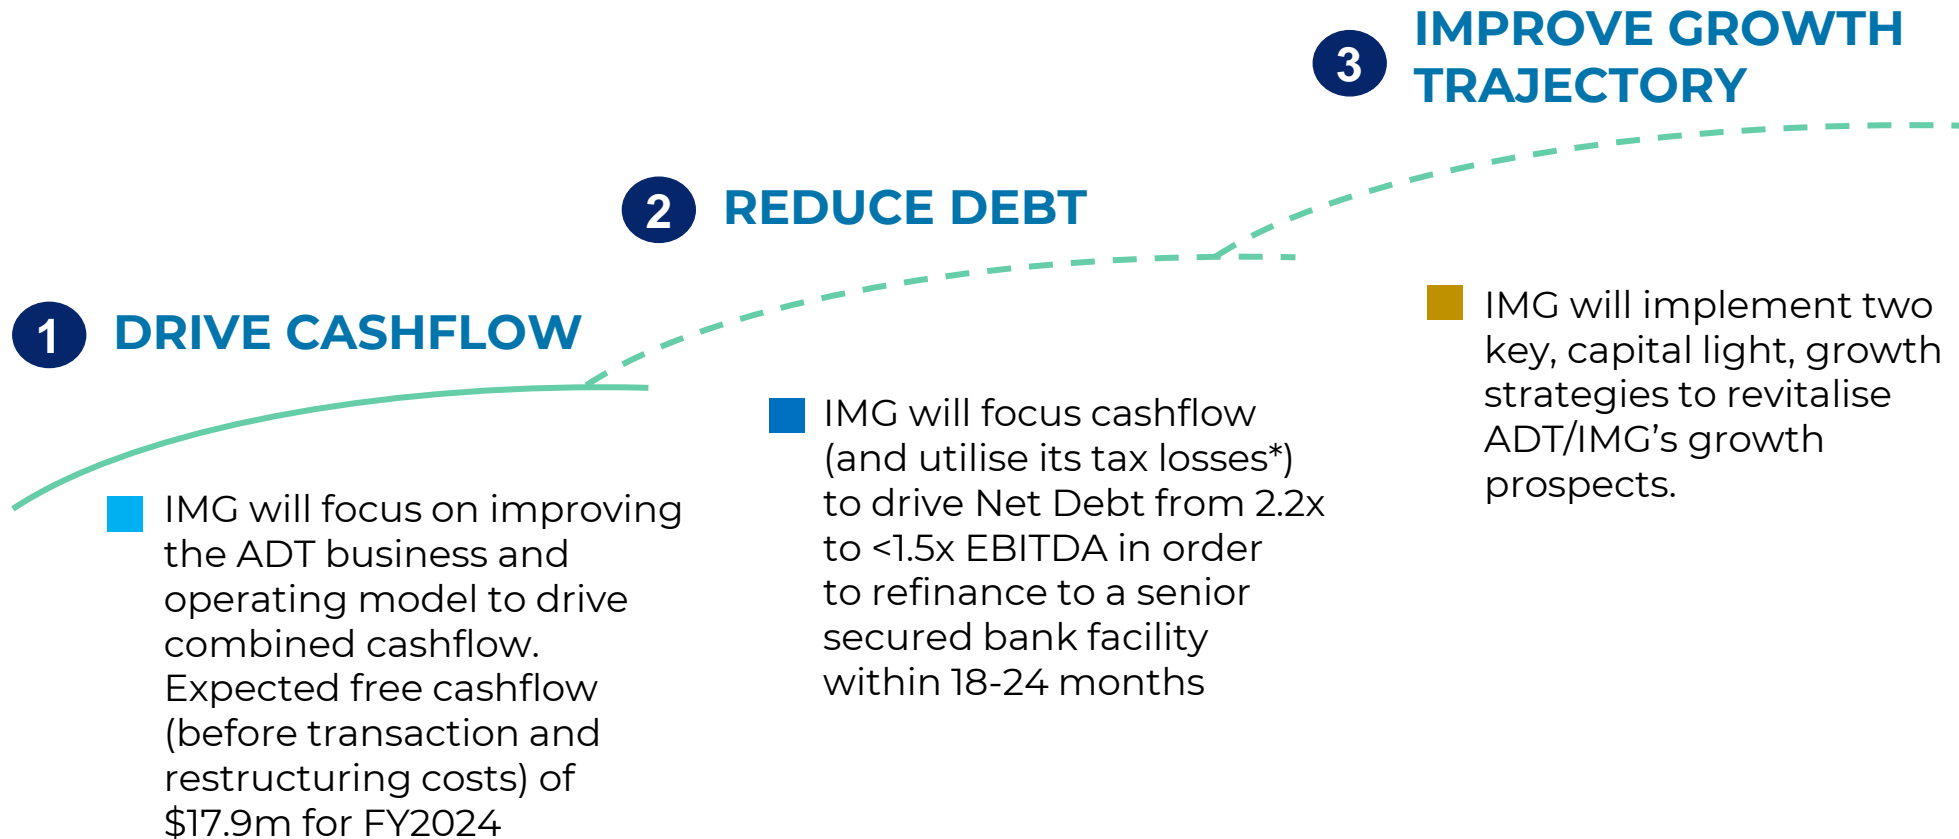 1
DRIVE CASHFLOW
IMG will focus on improving
the ADT business and
operating model to drive
combined cashflow.
Expected free cashflow
(before transaction and
restructuring costs) of
$17.9m for FY2024
2
REDUCE DEBT
IMG will focus cashflow
(and utilise its tax losses*)
to drive Net Debt from 2.2x
to <1.5x EBITDA in order
to refinance to a senior
secured bank facility
within 18-24 months
3
IMPROVE GROWTH
TRAJECTORY
IMG will implement two
key, capital light, growth
strategies to revitalise
ADT/IMG’s growth
prospects.